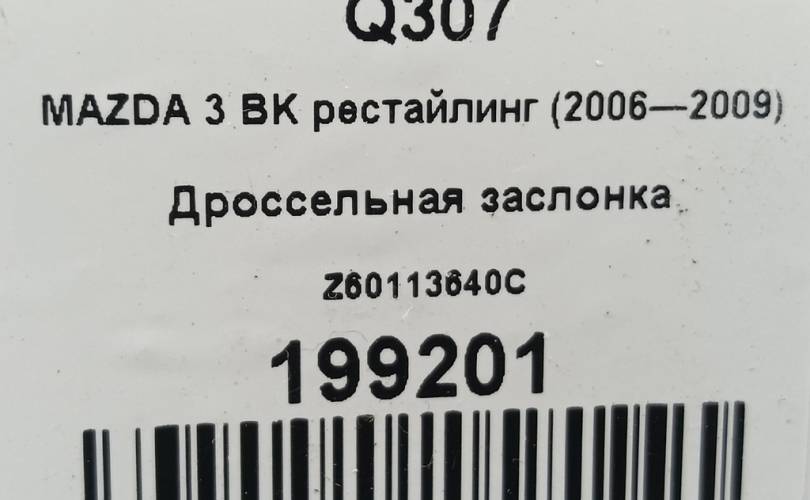 Q307
MAZDA 3 BK рестайлинг (2006—2009)
Дроссельная заслонка
Z60113640C
199201